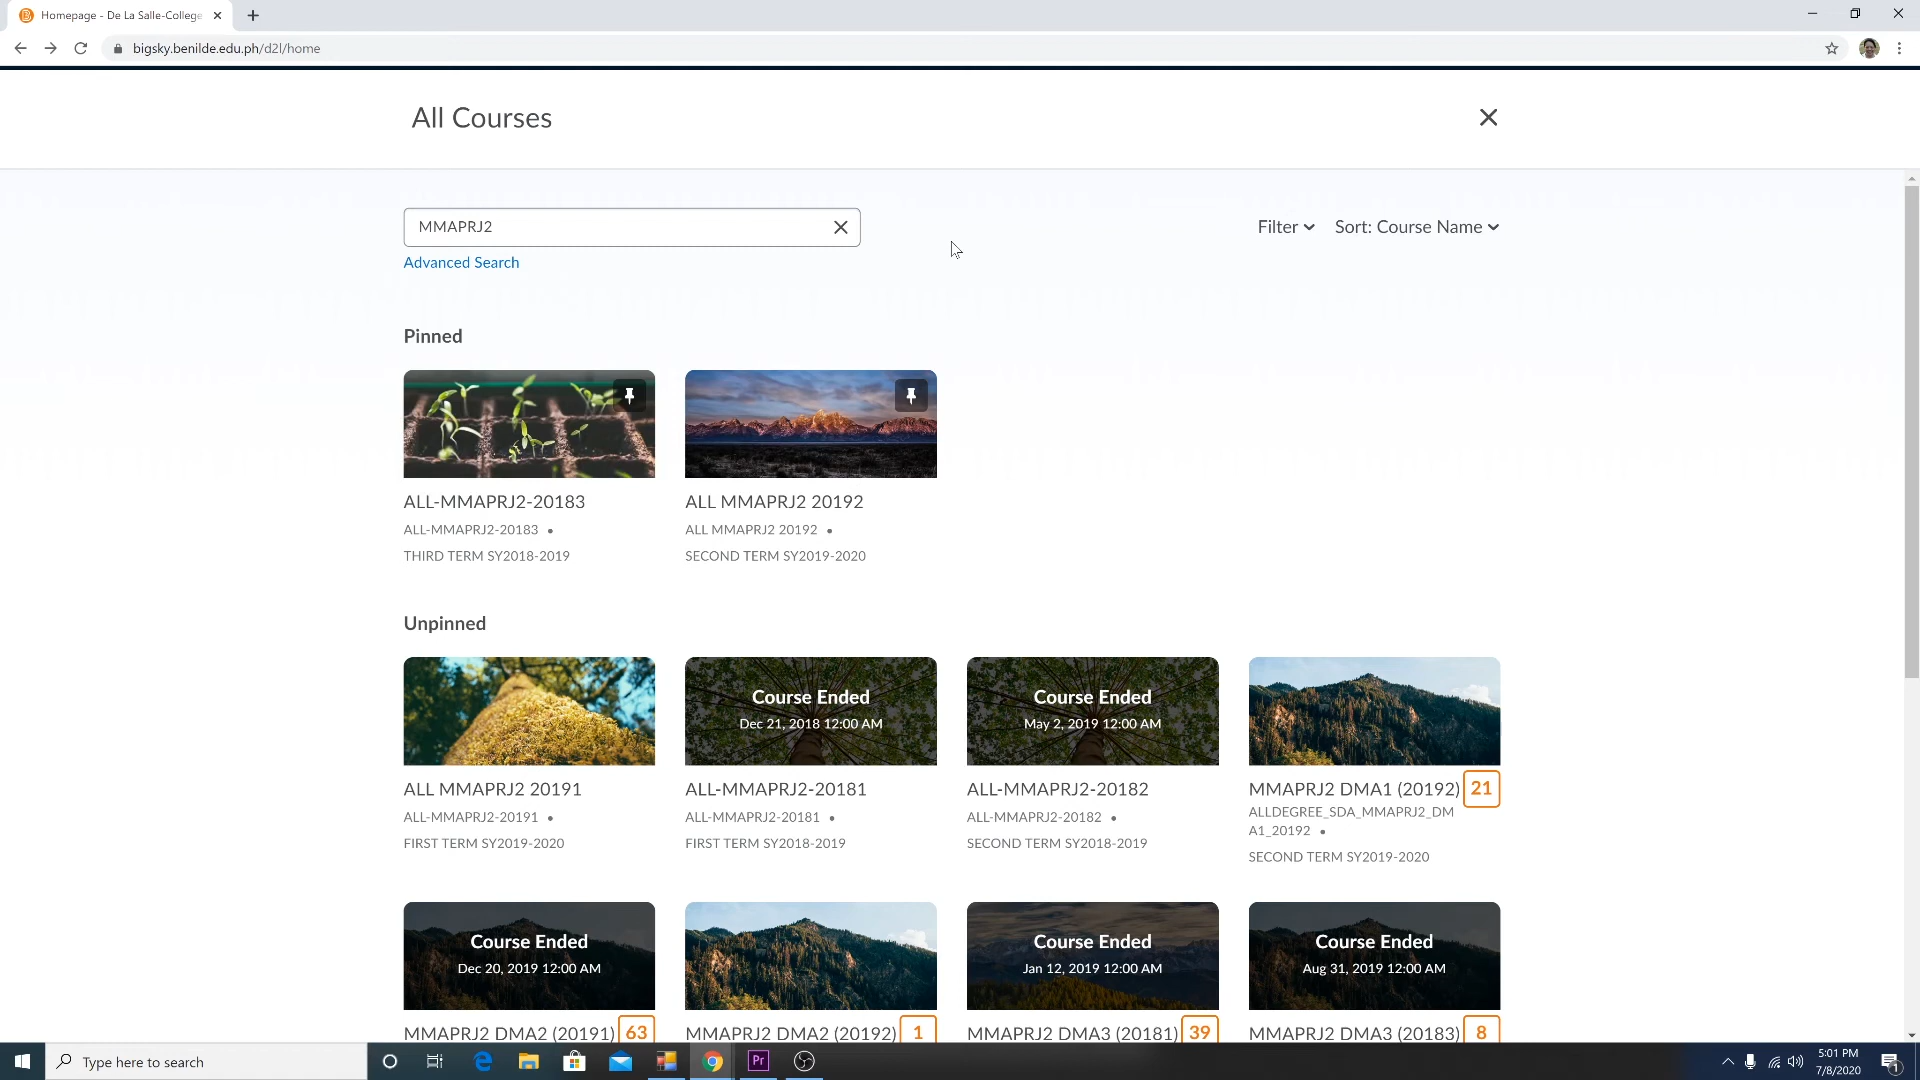 Homepage - De La Salle-College
bigsky.benilde.edu.ph/d2l/home
All Courses
MMAPRJ2
Filter
Sort: Course Name
Advanced Search
Pinned
ALL-MMAPRJ2-20183
ALL MMAPRJ2 20192
ALL-MMAPRJ2-20183 •
ALL MMAPRJ2 20192 •
THIRD TERM SY2018-2019
SECOND TERM SY2019-2020
Unpinned
Course Ended
Dec 21, 2018 12:00 AM
Course Ended
May 2, 2019 12:00 AM
ALL MMAPRJ2 20191
ALL-MMAPRJ2-20181
ALL-MMAPRJ2-20182
MMAPRJ2 DMA1 (20192) 21
ALL-MMAPRJ2-20191 •
ALL-MMAPRJ2-20181 •
ALL-MMAPRJ2-20182 •
ALLDEGREE_SDA_MMAPRJ2_DM
A1_20192 •
FIRST TERM SY2019-2020
FIRST TERM SY2018-2019
SECOND TERM SY2018-2019
SECOND TERM SY2019-2020
Course Ended
Dec 20, 2019 12:00 AM
Course Ended
Jan 12, 2019 12:00 AM
Course Ended
Aug 31, 2019 12:00 AM
MMAPRJ2 DMA2 (20191) 63
MMAPRJ2 DMA2 (20192) 1
MMAPRJ2 DMA3 (20181) 39
MMAPRJ2 DMA3 (20183) 8
Type here to search
Pr
5:01 PM
7/8/2020
1